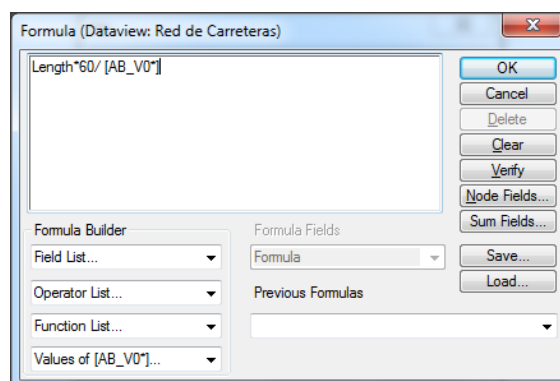 Formula (Dataview: Red de Carreteras)
Length*60/ [AB_V0*]
OK
Cancel
Delete
Clear
Verify
Node Fields...
Sum Fields...
Save...
Load...
Formula Builder
Field List...
Operator List...
Function List...
Values of [AB_V0*]...
Formula Fields
Formula
Previous Formulas